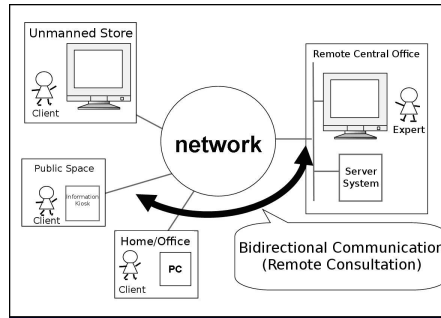 Unmanned Store
Client
Remote Central Office
Expert
Server
System
network
Public Space
Information
Kiosk
Client
Home/Office
PC
Client
Bidirectional Communication
(Remote Consultation)